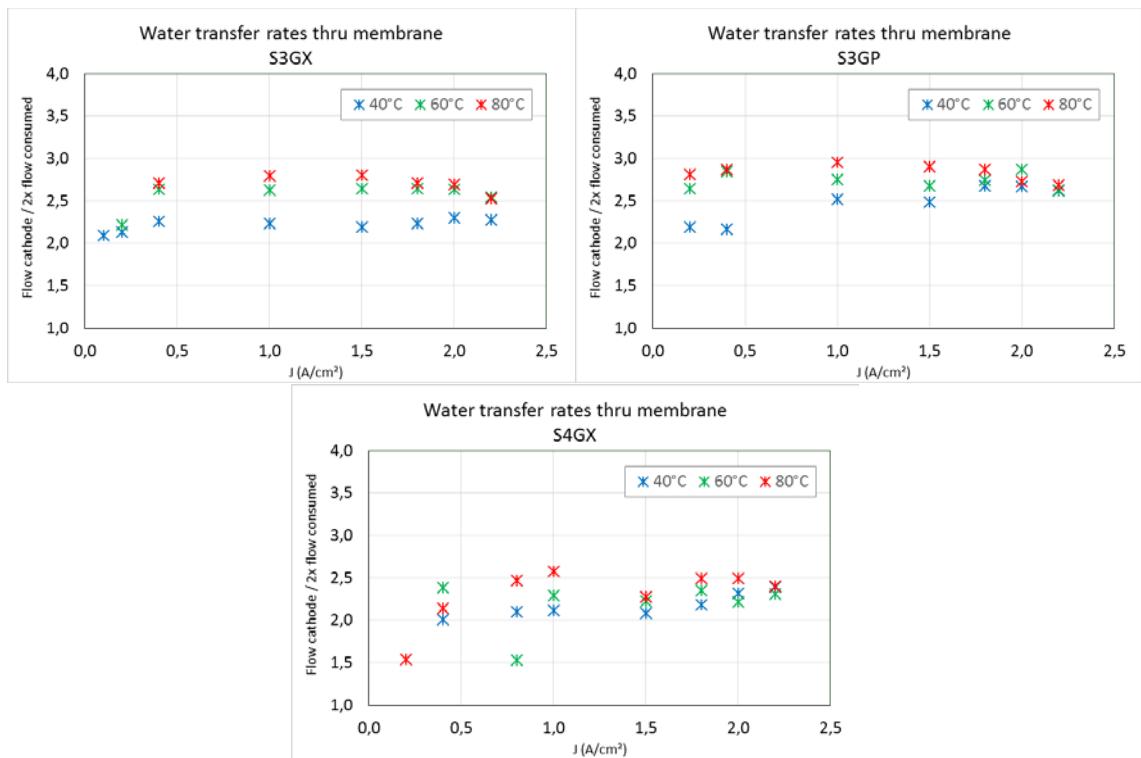 Water transfer rates thru membrane
S3GX
Flow cathode / 2x flow consumed
4,0
3,5
3,0
2,5
2,0
1,5
1,0
40°C 60°C 80°C
0,0 0,5 1,0 1,5 2,0 2,5
J (A/cm²)
Water transfer rates thru membrane
S3GP
Flow cathode / 2x flow consumed
4,0
3,5
3,0
2,5
2,0
1,5
1,0
40°C 60°C 80°C
0,0 0,5 1,0 1,5 2,0 2,5
J (A/cm²)
Water transfer rates thru membrane
S4GX
Flow cathode / 2x flow consumed
4,0
3,5
3,0
2,5
2,0
1,5
1,0
40°C 60°C 80°C
0,0 0,5 1,0 1,5 2,0 2,5
J (A/cm²)